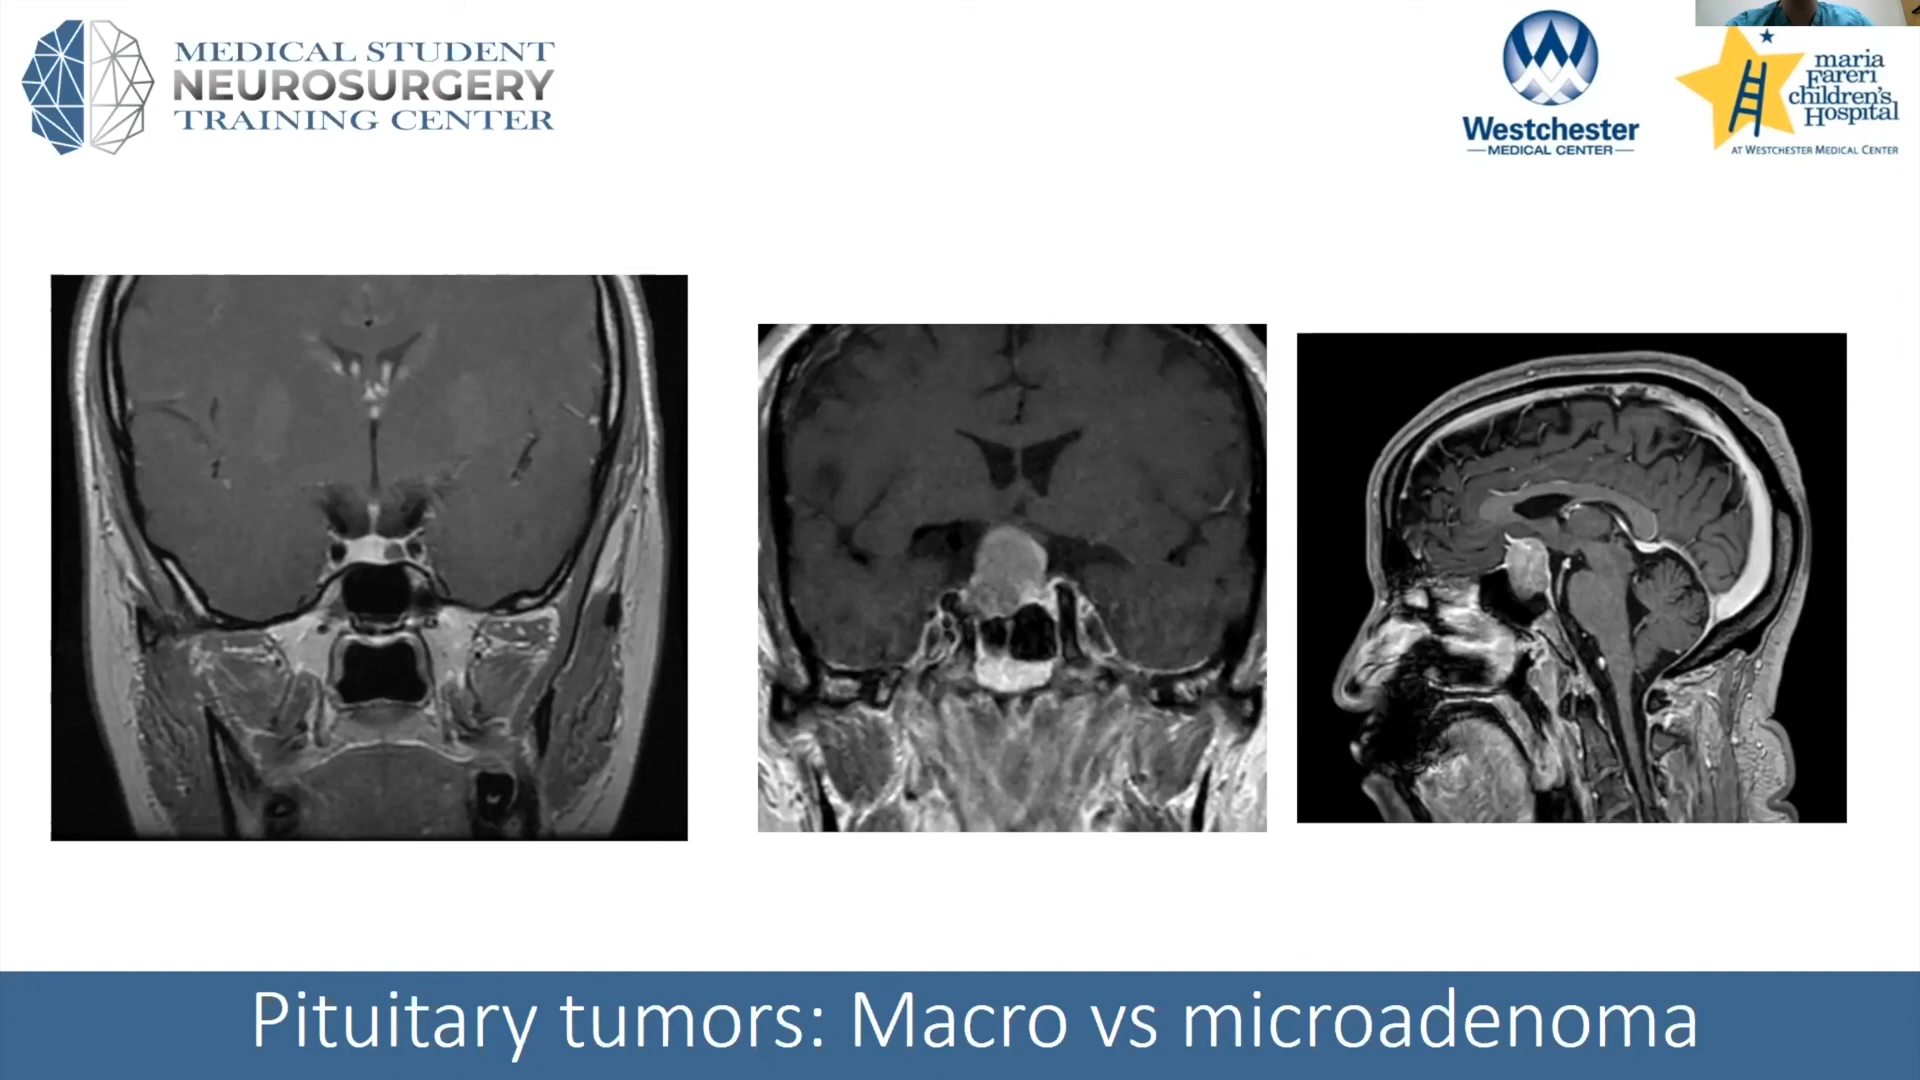 MEDICAL STUDENT
NEUROSURGERY
TRAINING CENTER
Westchester
MEDICAL CENTER
maria
Fareri
children's
Hospital
AT WESTCHESTER MEDICAL CENTER
Pituitary tumors: Macro vs microadenoma